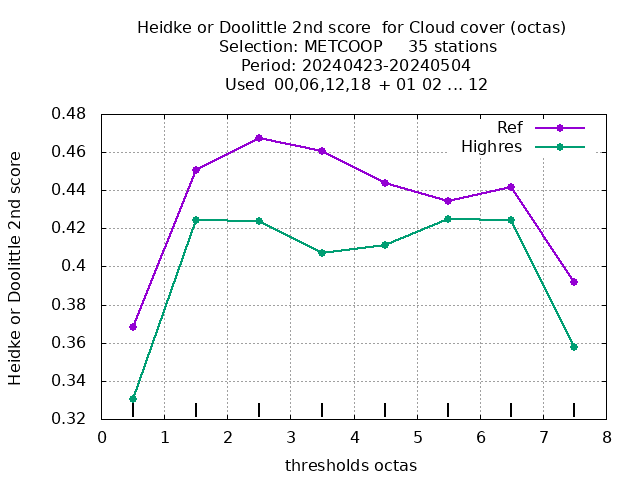 Heidke or Doolittle 2nd score  for Cloud cover (octas)
Selection: METCOOP     35 stations
Period: 20240423-20240504
Used  00,06,12,18 + 01 02 ... 12
Ref
Highres
Heidke or Doolittle 2nd score
0.48
0.46
0.44
0.42
0.4
0.38
0.36
0.34
0.32
0 1 2 3 4 5 6 7 8
thresholds octas